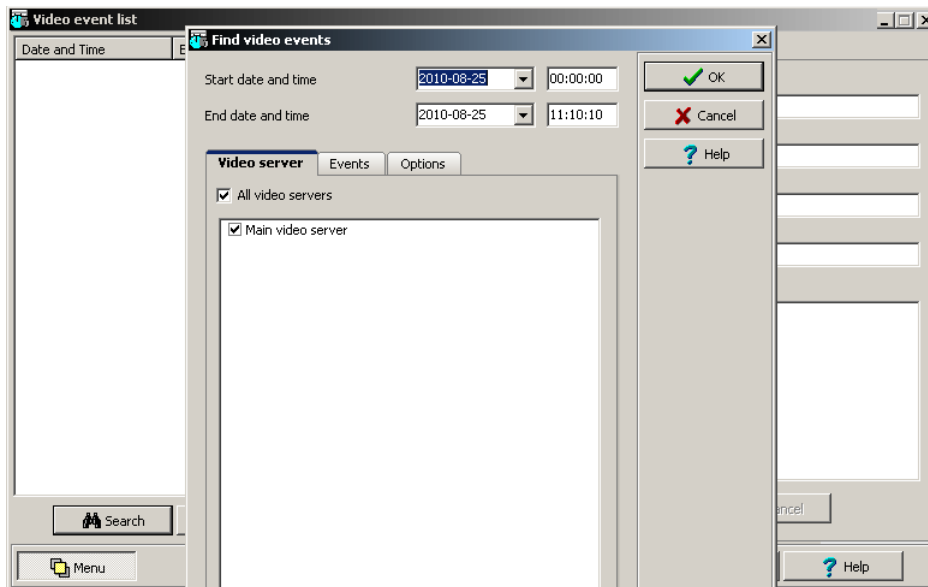 Video event list
Date and Time
E
Find video events
Start date and time 2010-08-25 00:00:00
End date and time 2010-08-25 11:10:10
OK
Cancel
Help
Video server Events Options
All video servers
Main video server
Search
ancel
Menu
Help